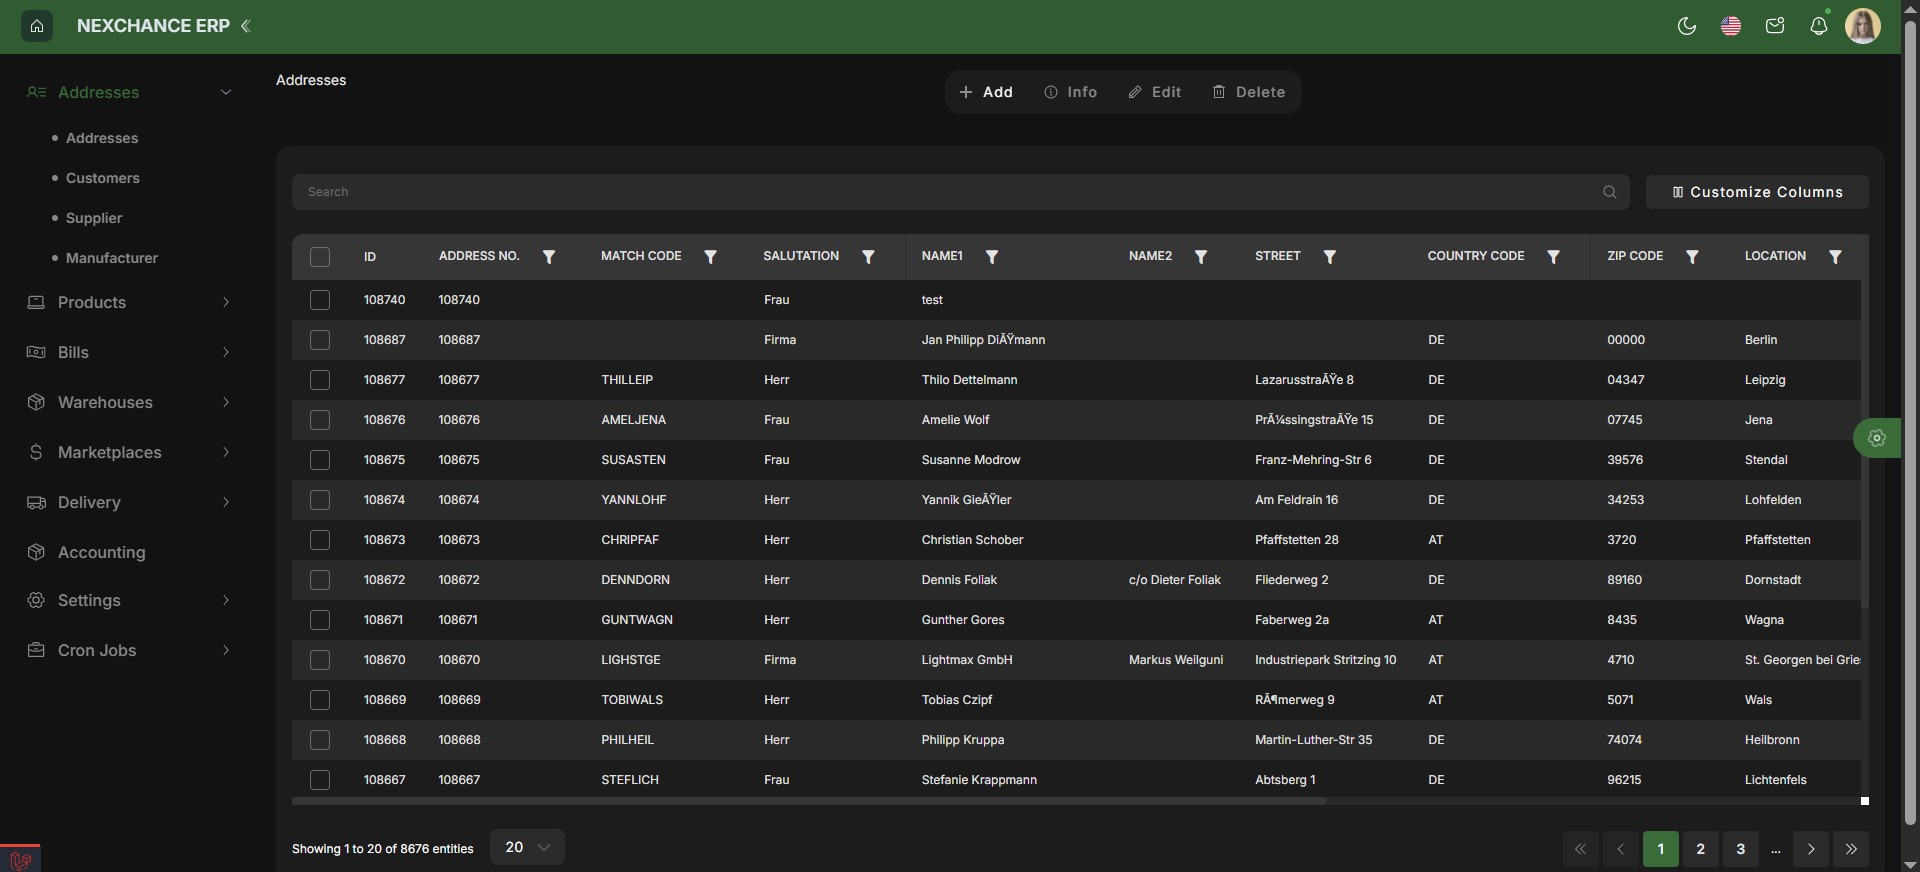 NEXCHANCE ERP
Addresses
Addresses
Customers
Supplier
Manufacturer
Products
Bills
Warehouses
Marketplaces
Delivery
Accounting
Settings
Cron Jobs
Addresses
Add Info Edit Delete
Search
Customize Columns
ID ADDRESS NO. MATCH CODE SALUTATION NAME1 NAME2 STREET COUNTRY CODE ZIP CODE LOCATION
108740 108740 Frau test
108687 108687 Firma Jan Philipp DiÃŸmann DE 00000 Berlin
108677 108677 THILLEIP Herr Thilo Dettelmann LazarusstraÃŸe 8 DE 04347 Leipzig
108676 108676 AMELJENA Frau Amelie Wolf PrÃ¼ssingstraÃŸe 15 DE 07745 Jena
108675 108675 SUSASTEN Frau Susanne Modrow Franz-Mehring-Str 6 DE 39576 Stendal
108674 108674 YANNLOHF Herr Yannik GieÃŸler Am Feldrain 16 DE 34253 Lohfelden
108673 108673 CHRIPFAF Herr Christian Schober Pfaffstetten 28 AT 3720 Pfaffstetten
108672 108672 DENNDORN Herr Dennis Foliak c/o Dieter Foliak Fliederweg 2 DE 89160 Dornstadt
108671 108671 GUNTWAGN Herr Gunther Gores Faberweg 2a AT 8435 Wagna
108670 108670 LIGHSTGE Firma Lightmax GmbH Markus Weilguni Industriepark Stritzing 10 AT 4710 St. Georgen bei Grie
108669 108669 TOBIWALS Herr Tobias Czipf RÃ¶merweg 9 AT 5071 Wals
108668 108668 PHILHEIL Herr Philipp Kruppa Martin-Luther-Str 35 DE 74074 Heilbronn
108667 108667 STEFLICH Frau Stefanie Krappmann Abtsberg 1 DE 96215 Lichtenfels
Showing 1 to 20 of 8676 entities 20
1 2 3 ...